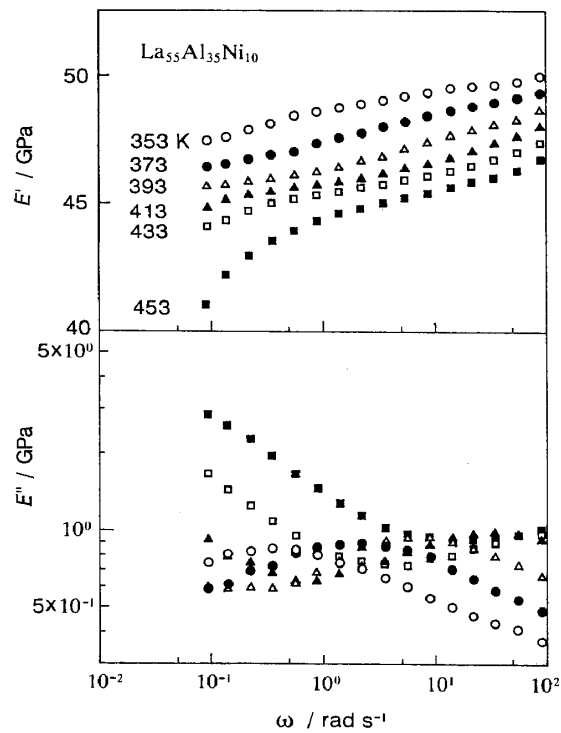 La₅₅Al₃₅Ni₁₀
50
45
40
E' / GPa
353 K
373
393
413
433
453
5×10⁰
10⁰
5×10⁻¹
E'' / GPa
10⁻² 10⁻¹ 10⁰ 10¹ 10²
ω / rad s⁻¹